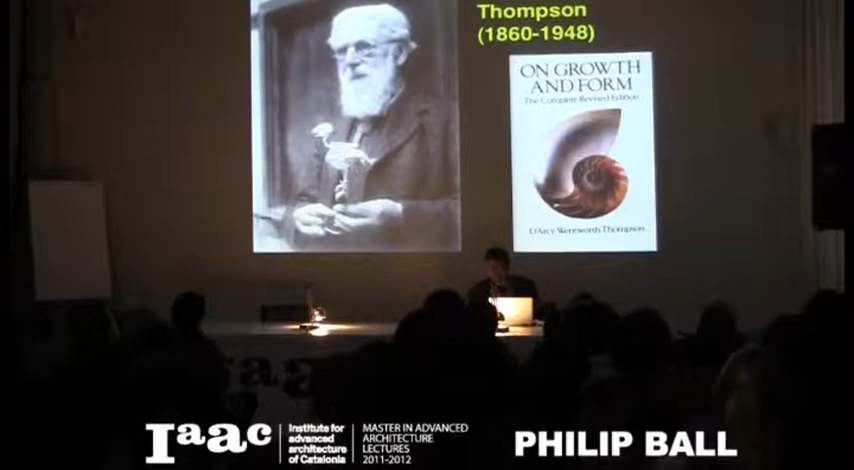 Thompson
(1860-1948)
ON GROWTH
AND FORM
The Complete Revised Edition
D'Arcy Wentworth Thompson
Iaac
Institute for
advanced
architecture
of Catalonia
MASTER IN ADVANCED
ARCHITECTURE
LECTURES
2011-2012
PHILIP BALL